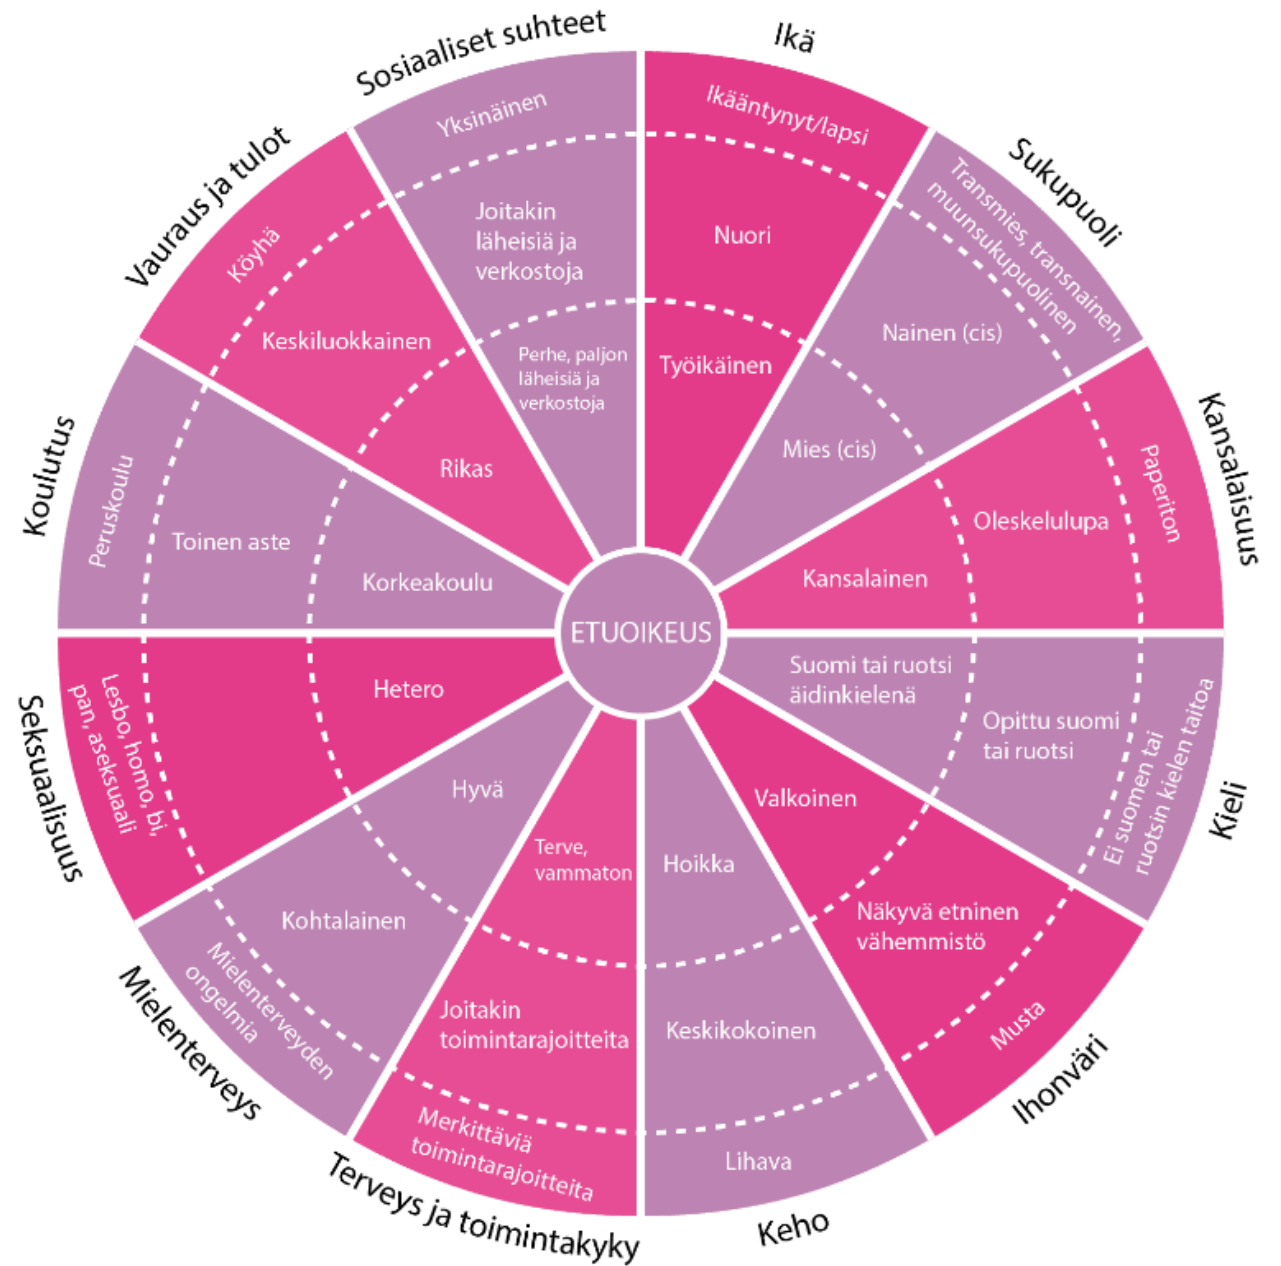 Ikä
Ikääntynyt/lapsi
Nuori
Työikäinen
Sukupuoli
Transmies, transnainen,
muunsukupuolinen
Nainen (cis)
Mies (cis)
Kansalaisuus
Paperiton
Oleskelulupa
Kansalainen
Kieli
Ei suomen tai
ruotsin kielen taitoa
Opittu suomi
tai ruotsi
Suomi tai ruotsi
äidinkielenä
Ihonväri
Musta
Näkyvä etninen
vähemmistö
Valkoinen
Keho
Lihava
Keskikokoinen
Hoikka
Terveys ja toimintakyky
Merkittäviä
toimintarajoitteita
Joitakin
toimintarajoitteita
Terve,
vammaton
Mielenterveys
Mielenterveyden
ongelmia
Kohtalainen
Hyvä
Seksuaalisuus
Lesbo, homo, bi,
pan, aseksuaali
Hetero
Koulutus
Peruskoulu
Toinen aste
Korkeakoulu
Vauraus ja tulot
Köyhä
Keskiluokkainen
Rikas
Sosiaaliset suhteet
Yksinäinen
Joitakin
läheisiä ja
verkostoja
Perhe, paljon
läheisiä ja
verkostoja
ETUOIKEUS